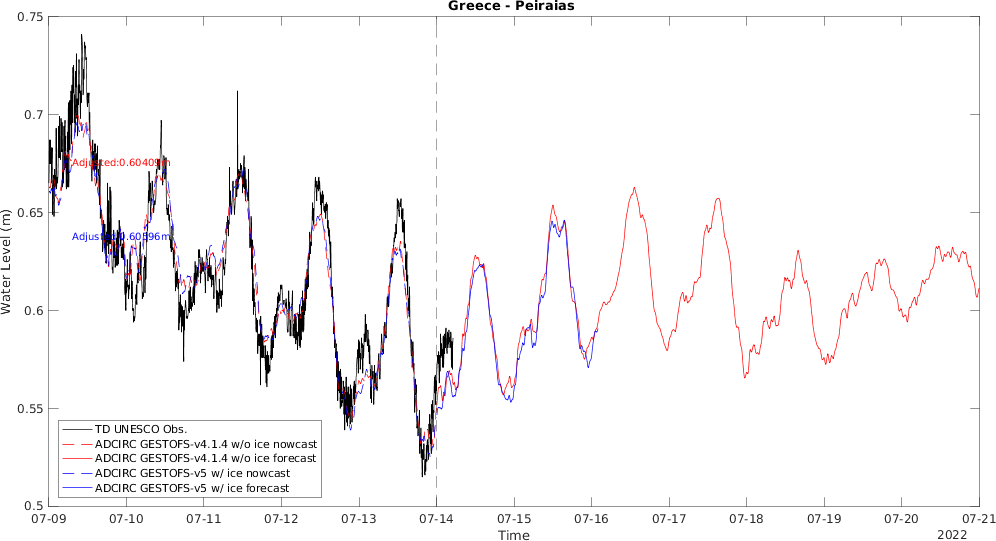 Greece - Peiraias
0.75
0.7
0.65
0.6
0.55
0.5
Water Level (m)
Adjusted:0.60409m
Adjusted:0.60596m
TD UNESCO Obs.
ADCIRC GESTOFS-v4.1.4 w/o ice nowcast
ADCIRC GESTOFS-v4.1.4 w/o ice forecast
ADCIRC GESTOFS-v5 w/ ice nowcast
ADCIRC GESTOFS-v5 w/ ice forecast
07-09 07-10 07-11 07-12 07-13 07-14 07-15 07-16 07-17 07-18 07-19 07-20 07-21
Time
2022